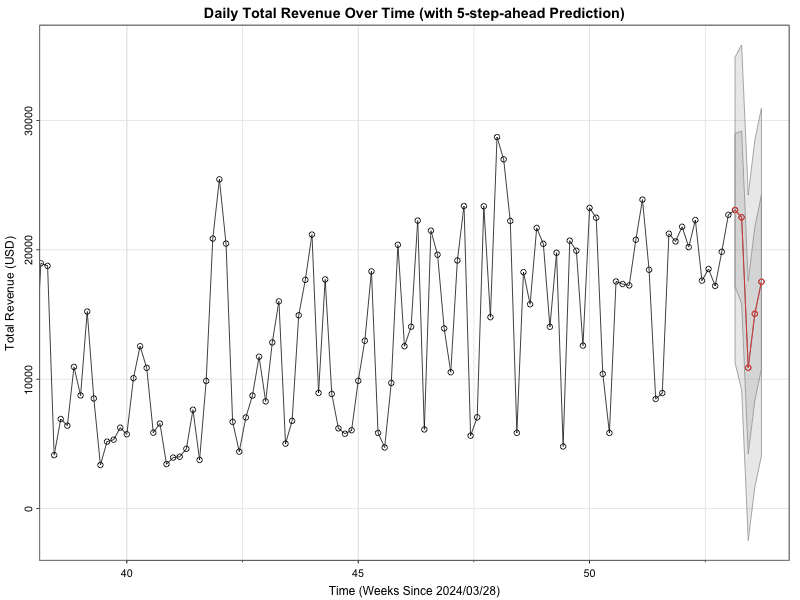 Daily Total Revenue Over Time (with 5-step-ahead Prediction)
Total Revenue (USD)
30000
20000
10000
0
40
45
50
Time (Weeks Since 2024/03/28)